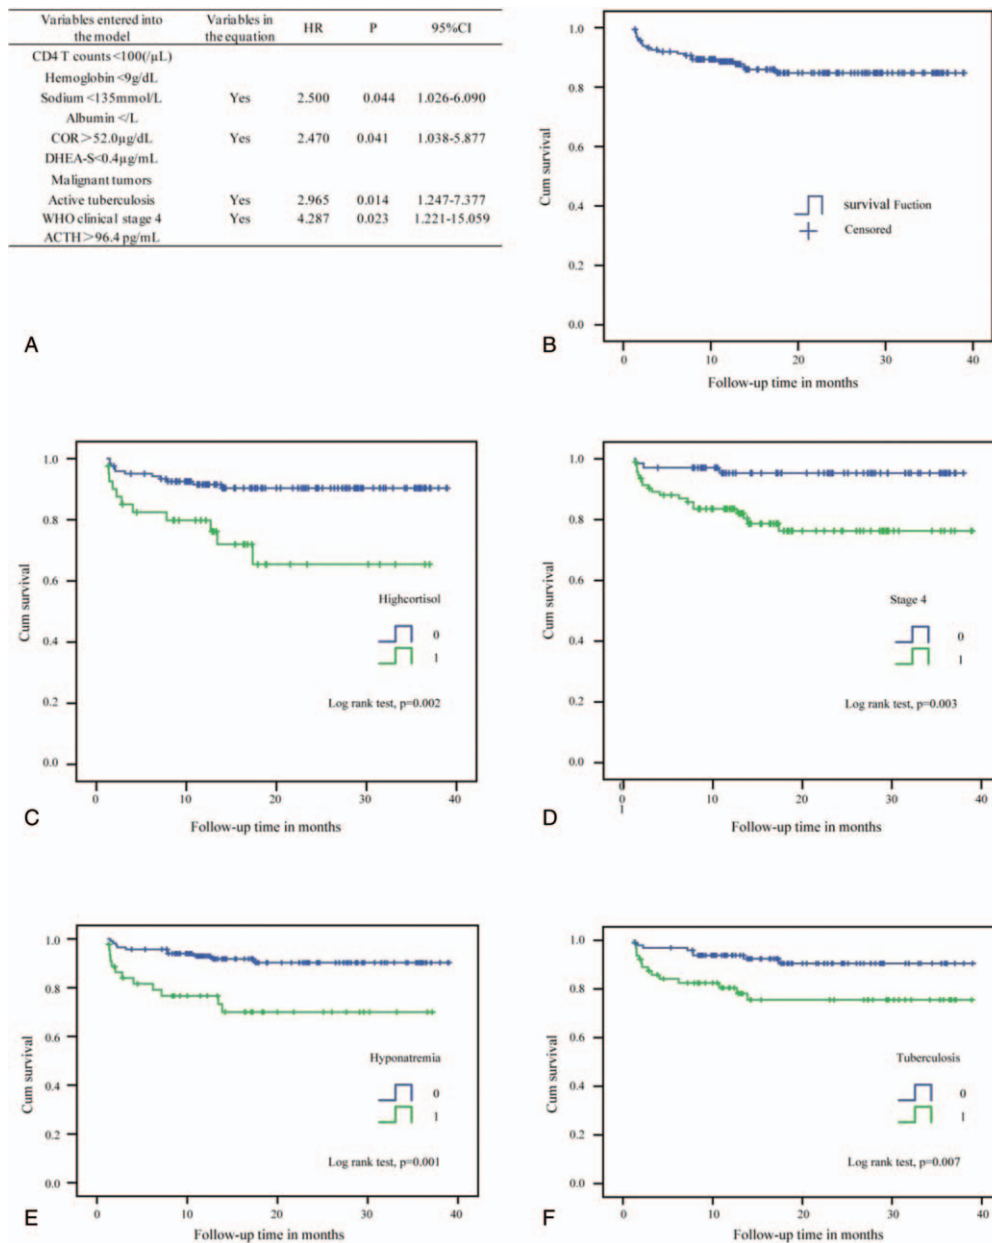 Variables entered into the model Variables in the equation HR P 95%CI
CD4 T counts <100(/µL)
Hemoglobin <9g/dL
Sodium <135mmol/L Yes 2.500 0.044 1.026-6.090
Albumin </L
COR>52.0µg/dL Yes 2.470 0.041 1.038-5.877
DHEA-S<0.4µg/mL
Malignant tumors
Active tuberculosis Yes 2.965 0.014 1.247-7.377
WHO clinical stage 4 Yes 4.287 0.023 1.221-15.059
ACTH>96.4 pg/mL
A
Cum survival
1.0
0.8
0.6
0.4
0.2
0.0
survival Fuction
Censored
0 10 20 30 40
Follow-up time in months
B
Cum survival
1.0
0.8
0.6
0.4
0.2
0.0
Highcortisol
0
1
Log rank test, p=0.002
0 10 20 30 40
Follow-up time in months
C
Cum survival
1.0
0.8
0.6
0.4
0.2
0.0
Stage 4
0
1
Log rank test, p=0.003
0 10 20 30 40
1
Follow-up time in months
D
Cum survival
1.0
0.8
0.6
0.4
0.2
0.0
Hyponatremia
0
1
Log rank test, p=0.001
0 10 20 30 40
Follow-up time in months
E
Cum survival
1.0
0.8
0.6
0.4
0.2
0.0
Tuberculosis
0
1
Log rank test, p=0.007
0 10 20 30 40
Follow-up time in months
F